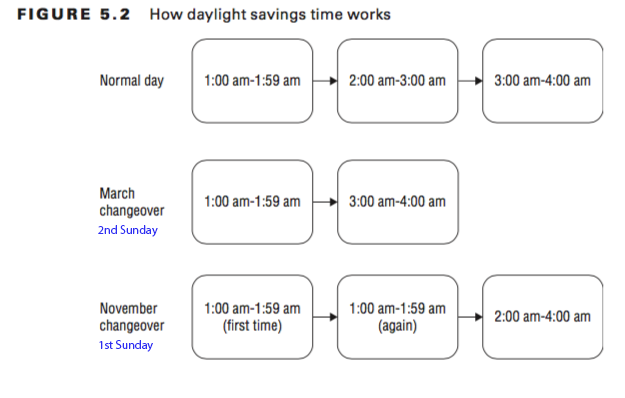 FIGURE 5.2 How daylight savings time works
Normal day
1:00 am-1:59 am
2:00 am-3:00 am
3:00 am-4:00 am
March
changeover
2nd Sunday
1:00 am-1:59 am
3:00 am-4:00 am
November
changeover
1st Sunday
1:00 am-1:59 am
(first time)
1:00 am-1:59 am
(again)
2:00 am-4:00 am